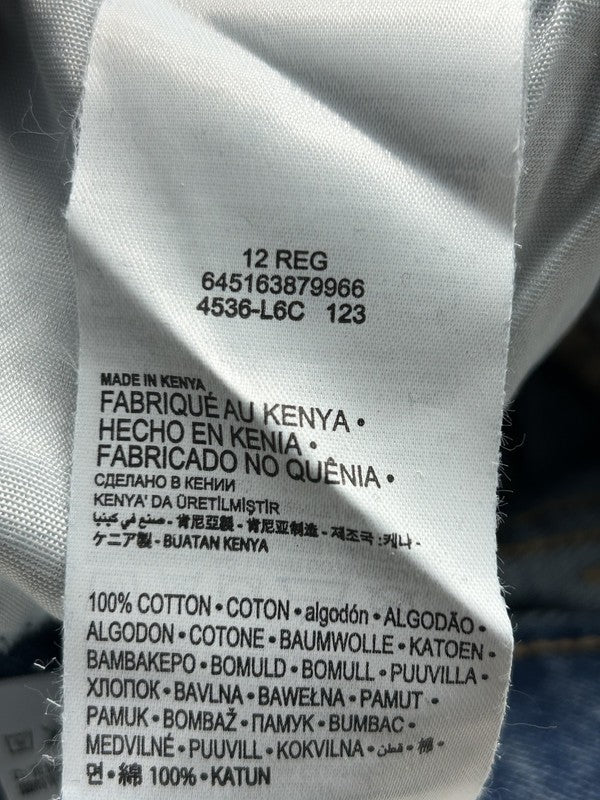 12 REG
645163879966
4536-L6C 123
MADE IN KENYA
FABRIQUÉ AU KENYA •
HECHO EN KENIA •
FABRICADO NO QUÊNIA •
СДЕЛАНО В КЕНИИ
KENYA' DA ÜRETİLMİŞTİR
صنع في كينيا - 肯尼亞製 - 肯尼亚制造 - 제조국 :케냐 -
ケニア製 - BUATAN KENYA
100% COTTON • COTON • algodón • ALGODÃO •
ALGODON • COTONE • BAUMWOLLE • KATOEN •
BAMBAKEPO • BOMULD • BOMULL • PUUVILLA •
ХЛОПОК • BAVLNA • BAWEŁNA • PAMUT •
PAMUK • BOMBAŽ • ПАМУК • BUMBAC •
MEDVILNÉ • PUUVILL • KOKVILNA • قطن • 棉 •
면 • 綿 100% • KATUN